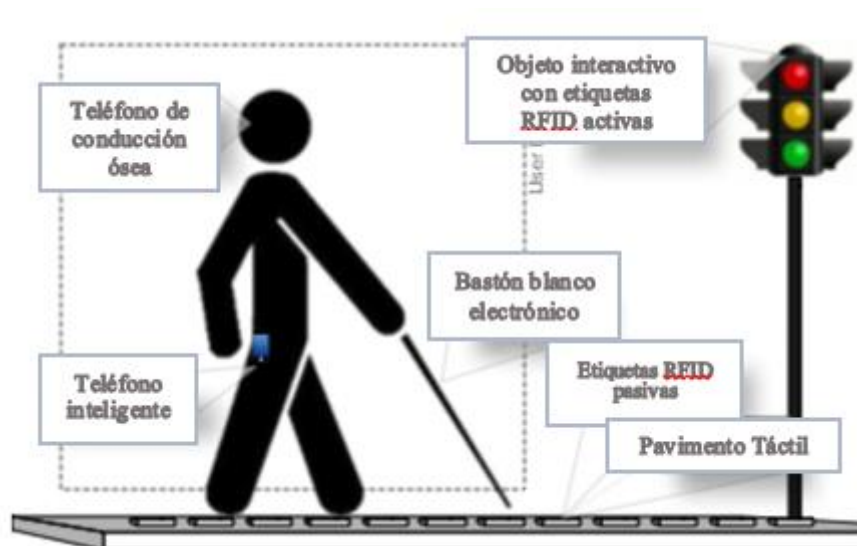 Teléfono de
conducción
ósea
Objeto interactivo
con etiquetas
RFID activas
User
Bastón blanco
electrónico
Teléfono
inteligente
Etiquetas RFID
pasivas
Pavimento Táctil